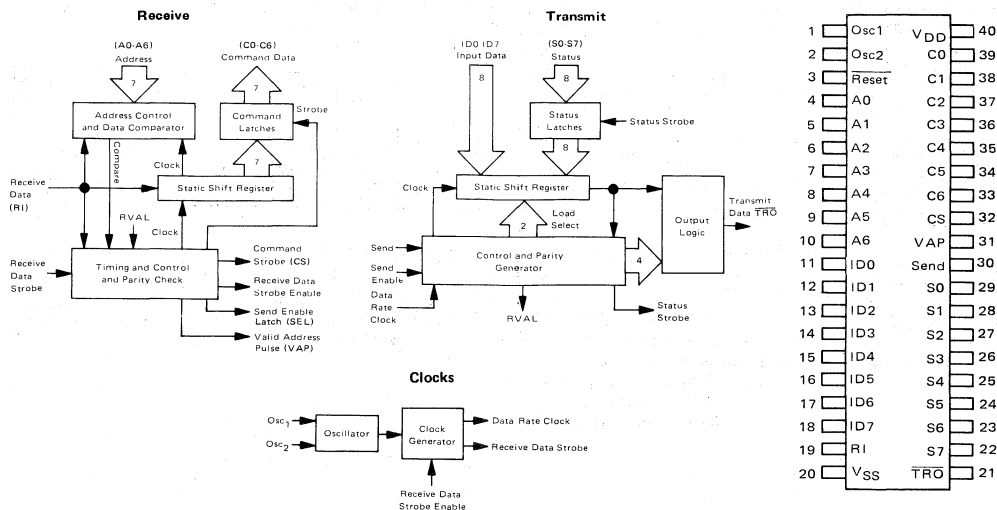 Receive
(A0-A6)
Address
7
(C0-C6)
Command Data
7
Strobe
Address Control
and Data Comparator
Command
Latches
Compare
Clock
7
Receive
Data
(RI)
Static Shift Register
RVAL
Clock
Receive
Data
Strobe
Timing and Control
and Parity Check
Command
Strobe (CS)
Receive Data
Strobe Enable
Send Enable
Latch (SEL)
Valid Address
Pulse (VAP)
Transmit
ID0 ID7
Input Data
8
(S0-S7)
Status
8
Status
Latches
Status Strobe
8
Clock
Static Shift Register
2
Load
Select
Output
Logic
Transmit
Data T̅R̅O̅
Send
Send
Enable
Control and Parity
Generator
4
Data
Rate
Clock
RVAL
Status
Strobe
Clocks
Osc1
Osc2
Oscillator
Clock
Generator
Data Rate Clock
Receive Data Strobe
Receive Data
Strobe Enable
1 Osc1 VDD 40
2 Osc2 C0 39
3 R̅e̅s̅e̅t̅ C1 38
4 A0 C2 37
5 A1 C3 36
6 A2 C4 35
7 A3 C5 34
8 A4 C6 33
9 A5 CS 32
10 A6 VAP 31
11 ID0 Send 30
12 ID1 S0 29
13 ID2 S1 28
14 ID3 S2 27
15 ID4 S3 26
16 ID5 S4 25
17 ID6 S5 24
18 ID7 S6 23
19 RI S7 22
20 VSS T̅R̅O̅ 21